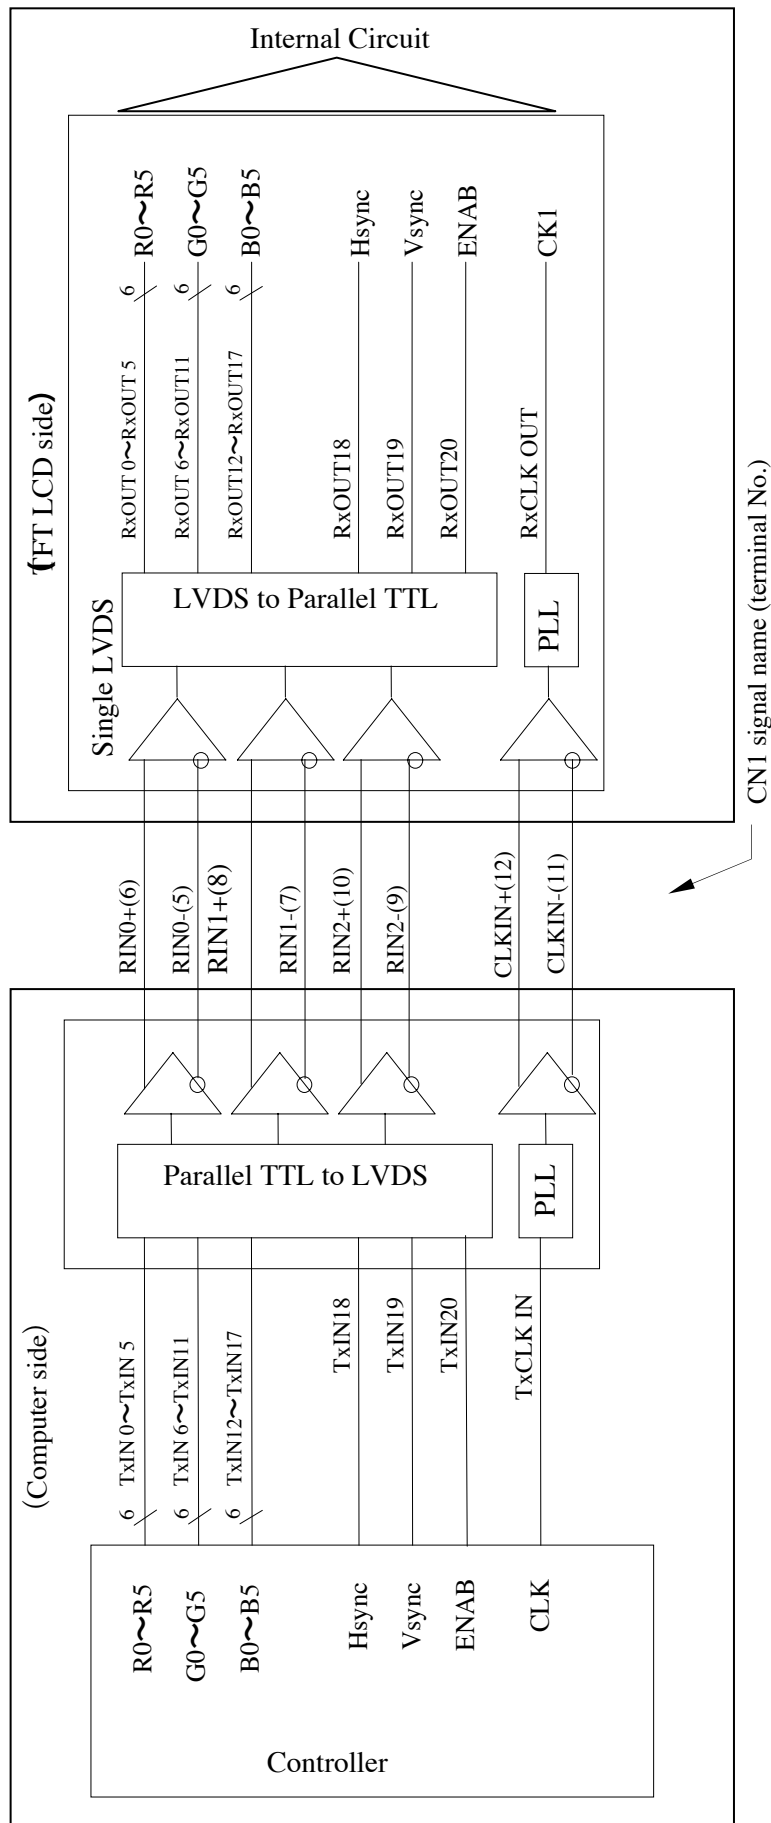 Internal Circuit
R0~R5
G0~G5
B0~B5
Hsync
Vsync
ENAB
CK1
6
6
6
RxOUT 0~RxOUT 5
RxOUT 6~RxOUT11
RxOUT12~RxOUT17
RxOUT18
RxOUT19
RxOUT20
RxCLK OUT
(TFT LCD side)
Single LVDS
LVDS to Parallel TTL
PLL
CN1 signal name (terminal No.)
RIN0+(6)
RIN0-(5)
RIN1+(8)
RIN1-(7)
RIN2+(10)
RIN2-(9)
CLKIN+(12)
CLKIN-(11)
Parallel TTL to LVDS
PLL
(Computer side)
TxIN 0~TxIN 5
TxIN 6~TxIN11
TxIN12~TxIN17
TxIN18
TxIN19
TxIN20
TxCLK IN
6
6
6
R0~R5
G0~G5
B0~B5
Hsync
Vsync
ENAB
CLK
Controller